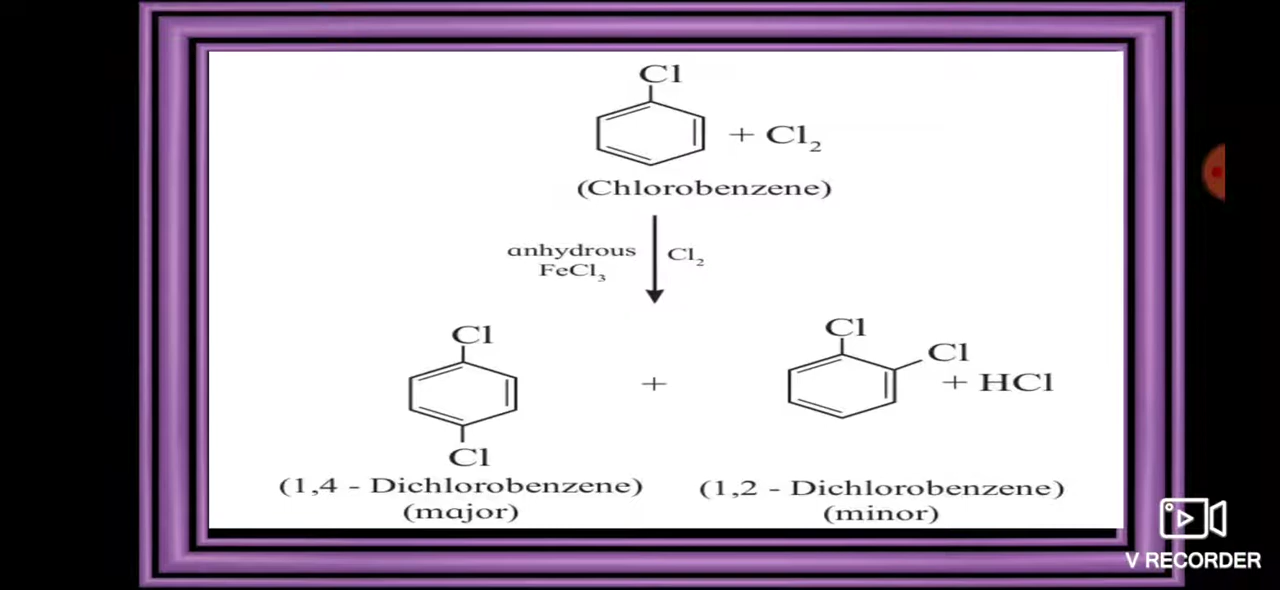 Cl
+ Cl₂
(Chlorobenzene)
anhydrous
FeCl₃
Cl₂
Cl
Cl
Cl
+
+ HCl
Cl
(1,4 - Dichlorobenzene)
(1,2 - Dichlorobenzene)
(major)
(minor)
V RECORDER